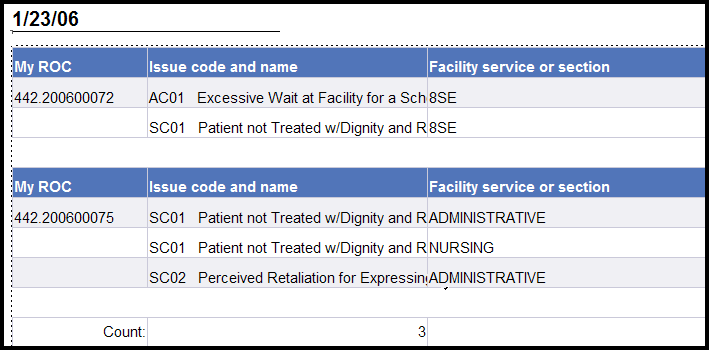 1/23/06
My ROC Issue code and name Facility service or section
442.200600072 AC01 Excessive Wait at Facility for a Sch 8SE
SC01 Patient not Treated w/Dignity and R 8SE
My ROC Issue code and name Facility service or section
442.200600075 SC01 Patient not Treated w/Dignity and R ADMINISTRATIVE
SC01 Patient not Treated w/Dignity and R NURSING
SC02 Perceived Retaliation for Expressing ADMINISTRATIVE
Count: 3